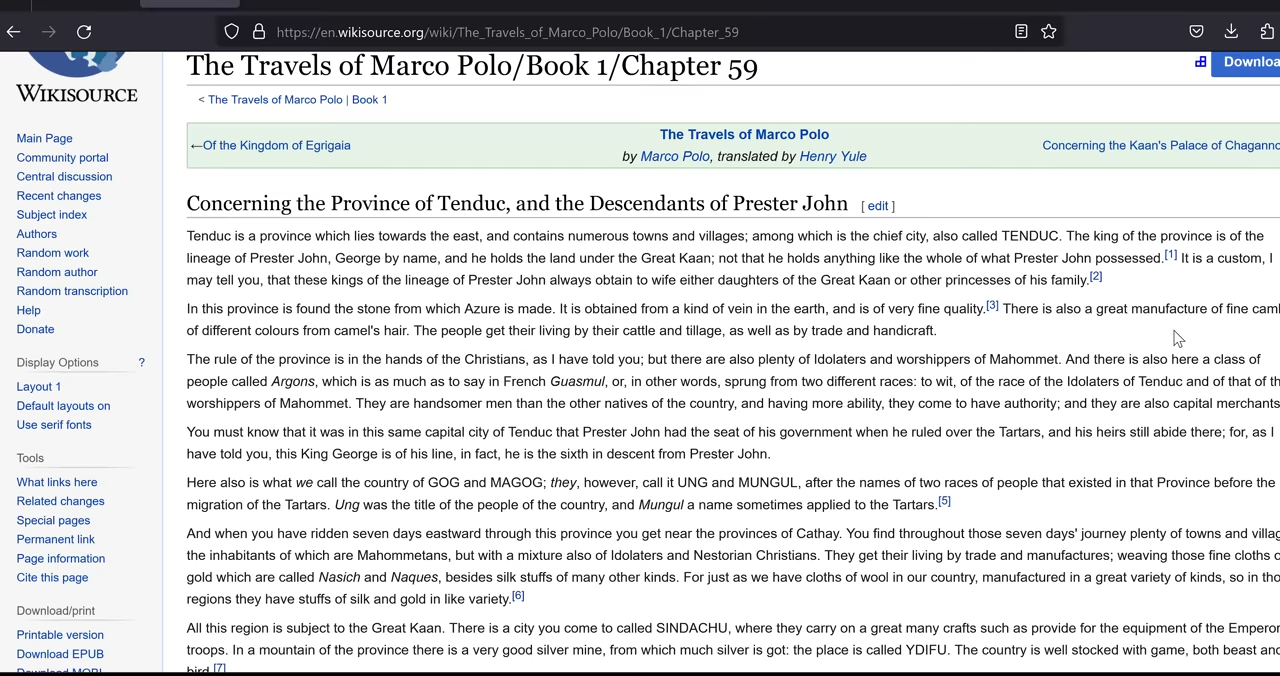 https://en.wikisource.org/wiki/The_Travels_of_Marco_Polo/Book_1/Chapter_59
WIKISOURCE
Main Page
Community portal
Central discussion
Recent changes
Subject index
Authors
Random work
Random author
Random transcription
Help
Donate
Display Options ?
Layout 1
Default layouts on
Use serif fonts
Tools
What links here
Related changes
Special pages
Permanent link
Page information
Cite this page
Download/print
Printable version
Download EPUB
Download MOBI
The Travels of Marco Polo/Book 1/Chapter 59
< The Travels of Marco Polo | Book 1
←Of the Kingdom of Egrigaia
The Travels of Marco Polo
by Marco Polo, translated by Henry Yule
Concerning the Kaan's Palace of Chagan
Concerning the Province of Tenduc, and the Descendants of Prester John [ edit ]
Tenduc is a province which lies towards the east, and contains numerous towns and villages; among which is the chief city, also called TENDUC. The king of the province is of the
lineage of Prester John, George by name, and he holds the land under the Great Kaan; not that he holds anything like the whole of what Prester John possessed.[1] It is a custom, I
may tell you, that these kings of the lineage of Prester John always obtain to wife either daughters of the Great Kaan or other princesses of his family.[2]
In this province is found the stone from which Azure is made. It is obtained from a kind of vein in the earth, and is of very fine quality.[3] There is also a great manufacture of fine caml
of different colours from camel's hair. The people get their living by their cattle and tillage, as well as by trade and handicraft.
The rule of the province is in the hands of the Christians, as I have told you; but there are also plenty of Idolaters and worshippers of Mahommet. And there is also here a class of
people called Argons, which is as much as to say in French Guasmul, or, in other words, sprung from two different races: to wit, of the race of the Idolaters of Tenduc and of that of th
worshippers of Mahommet. They are handsomer men than the other natives of the country, and having more ability, they come to have authority; and they are also capital merchants
You must know that it was in this same capital city of Tenduc that Prester John had the seat of his government when he ruled over the Tartars, and his heirs still abide there; for, as I
have told you, this King George is of his line, in fact, he is the sixth in descent from Prester John.
Here also is what we call the country of GOG and MAGOG; they, however, call it UNG and MUNGUL, after the names of two races of people that existed in that Province before the
migration of the Tartars. Ung was the title of the people of the country, and Mungul a name sometimes applied to the Tartars.[5]
And when you have ridden seven days eastward through this province you get near the provinces of Cathay. You find throughout those seven days' journey plenty of towns and villag
the inhabitants of which are Mahommetans, but with a mixture also of Idolaters and Nestorian Christians. They get their living by trade and manufactures; weaving those fine cloths o
gold which are called Nasich and Naques, besides silk stuffs of many other kinds. For just as we have cloths of wool in our country, manufactured in a great variety of kinds, so in tho
regions they have stuffs of silk and gold in like variety.[6]
All this region is subject to the Great Kaan. There is a city you come to called SINDACHU, where they carry on a great many crafts such as provide for the equipment of the Emperor
troops. In a mountain of the province there is a very good silver mine, from which much silver is got: the place is called YDIFU. The country is well stocked with game, both beast and
bird.[7]